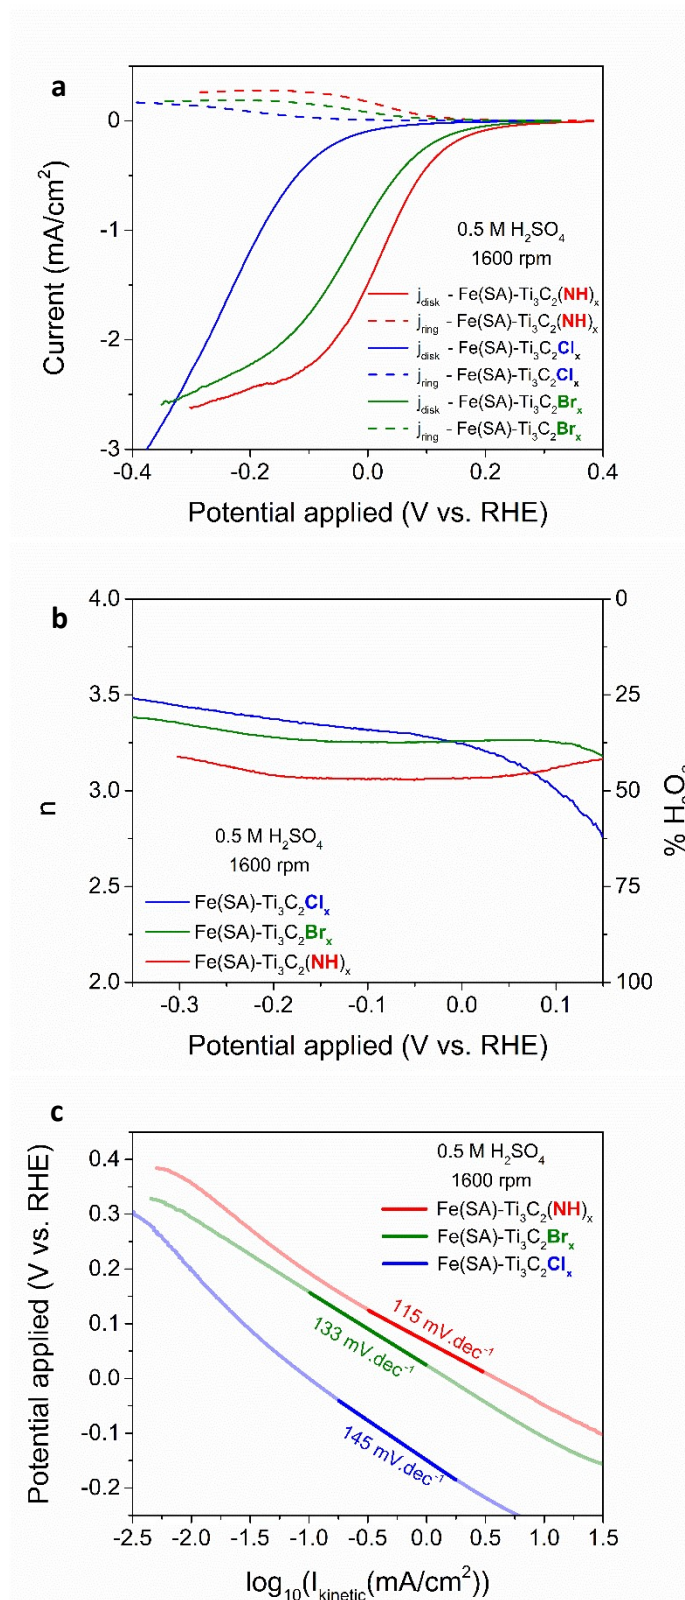 a
Current (mA/cm²)
0
-1
-2
-3
0.5 M H₂SO₄
1600 rpm
j_disk - Fe(SA)-Ti₃C₂(NH)ₓ
j_ring - Fe(SA)-Ti₃C₂(NH)ₓ
j_disk - Fe(SA)-Ti₃C₂Clₓ
j_ring - Fe(SA)-Ti₃C₂Clₓ
j_disk - Fe(SA)-Ti₃C₂Brₓ
j_ring - Fe(SA)-Ti₃C₂Brₓ
-0.4 -0.2 0.0 0.2 0.4
Potential applied (V vs. RHE)
b
n
4.0
3.5
3.0
2.5
2.0
0
25
50
75
100
% H₂O₂
0.5 M H₂SO₄
1600 rpm
Fe(SA)-Ti₃C₂Clₓ
Fe(SA)-Ti₃C₂Brₓ
Fe(SA)-Ti₃C₂(NH)ₓ
-0.3 -0.2 -0.1 0.0 0.1
Potential applied (V vs. RHE)
c
Potential applied (V vs. RHE)
0.4
0.3
0.2
0.1
0.0
-0.1
-0.2
0.5 M H₂SO₄
1600 rpm
Fe(SA)-Ti₃C₂(NH)ₓ
Fe(SA)-Ti₃C₂Brₓ
Fe(SA)-Ti₃C₂Clₓ
115 mV.dec⁻¹
133 mV.dec⁻¹
145 mV.dec⁻¹
-2.5 -2.0 -1.5 -1.0 -0.5 0.0 0.5 1.0 1.5
log₁₀(I_kinetic(mA/cm²))